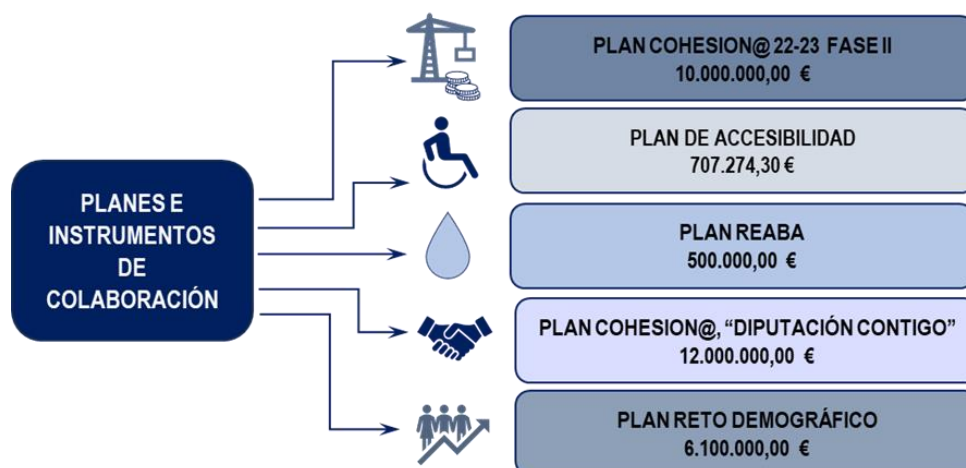 PLANES E
INSTRUMENTOS
DE
COLABORACIÓN
PLAN COHESION@ 22-23 FASE II
10.000.000,00 €
PLAN DE ACCESIBILIDAD
707.274,30 €
PLAN REABA
500.000,00 €
PLAN COHESION@, “DIPUTACIÓN CONTIGO”
12.000.000,00 €
PLAN RETO DEMOGRÁFICO
6.100.000,00 €